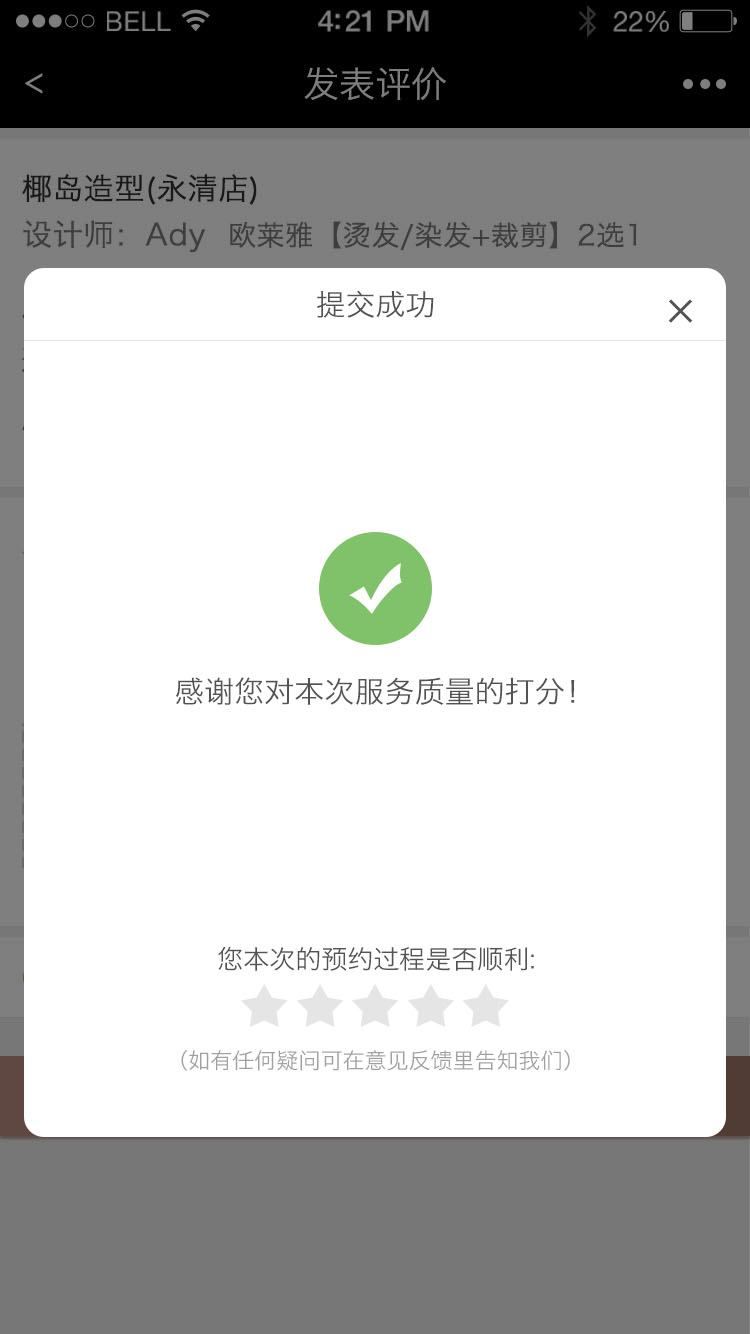 BELL 4:21 PM 22%
< 发表评价
椰岛造型(永清店)
设计师：Ady 欧莱雅【烫发/染发+裁剪】2选1
提交成功
感谢您对本次服务质量的打分！
您本次的预约过程是否顺利:
（如有任何疑问可在意见反馈里告知我们）